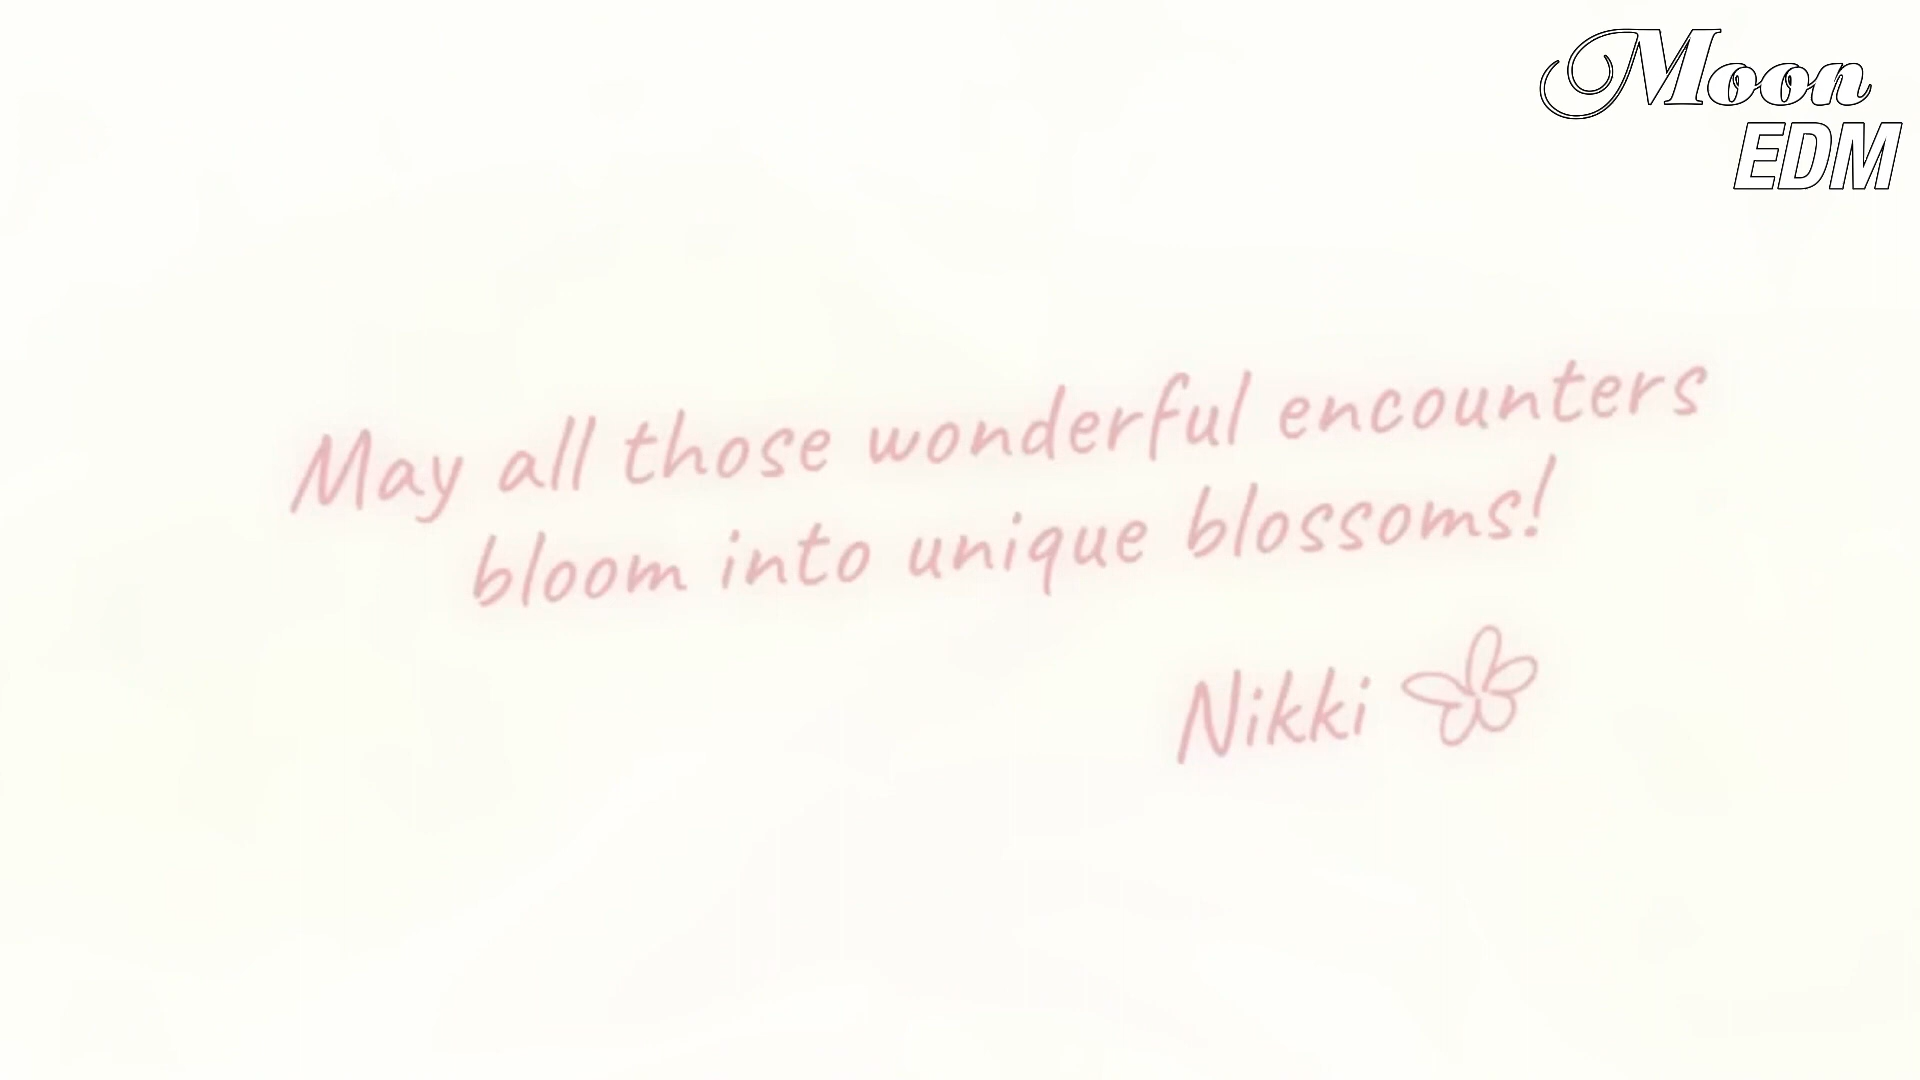 Moon
EDM
May all those wonderful encounters
bloom into unique blossoms!
Nikki